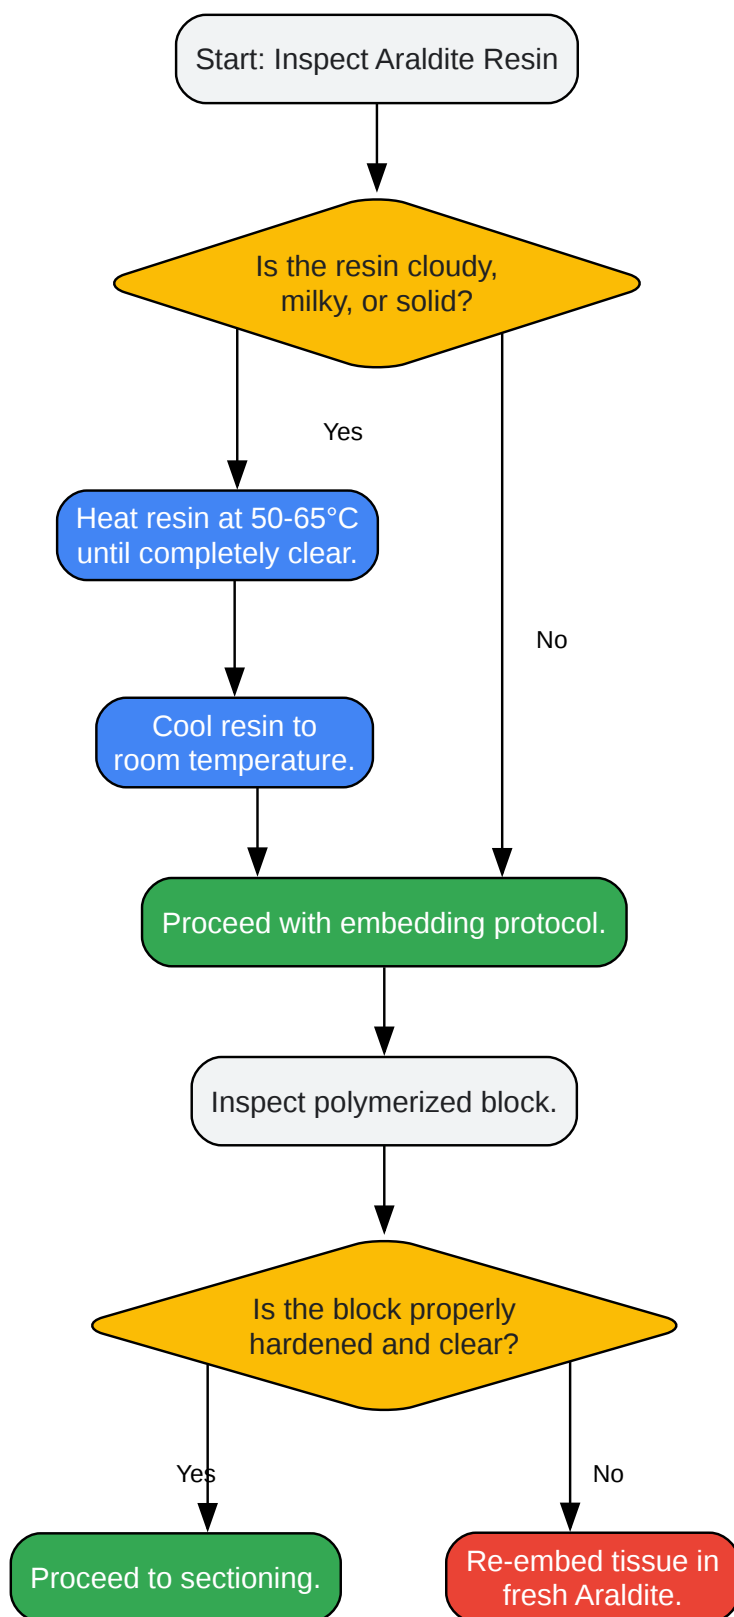 Start: Inspect Araldite Resin
Is the resin cloudy,
milky, or solid?
Yes
Heat resin at 50-65°C
until completely clear.
No
Cool resin to
room temperature.
Proceed with embedding protocol.
Inspect polymerized block.
Is the block properly
hardened and clear?
Yes
No
Proceed to sectioning.
Re-embed tissue in
fresh Araldite.